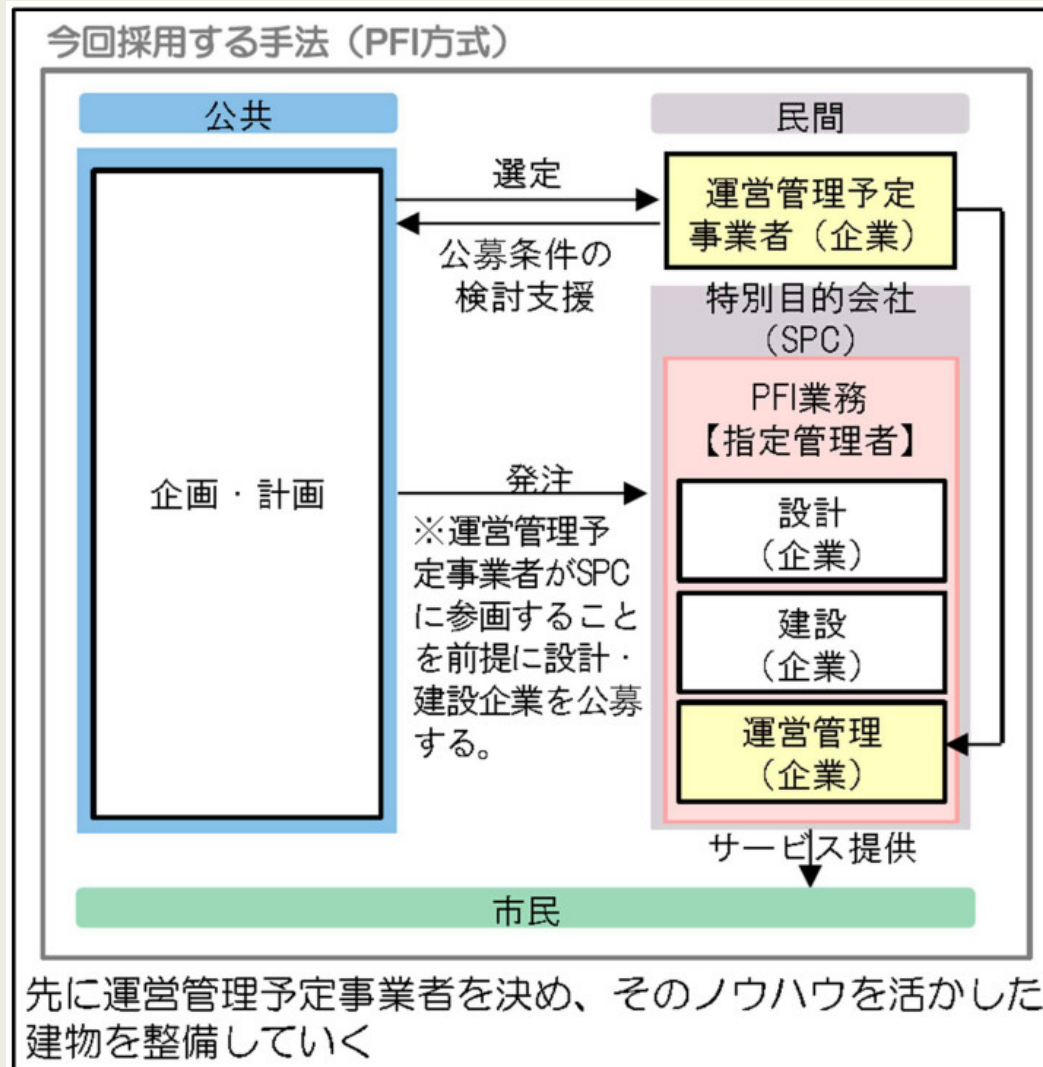 今回採用する手法（PFI方式）
公共
民間
企画・計画
選定
公募条件の
検討支援
運営管理予定
事業者（企業）
特別目的会社
（SPC）
PFI業務
【指定管理者】
発注
※運営管理予
定事業者がSPC
に参画すること
を前提に設計・
建設企業を公募
する。
設計
（企業）
建設
（企業）
運営管理
（企業）
サービス提供
市民
先に運営管理予定事業者を決め、そのノウハウを活かした
建物を整備していく